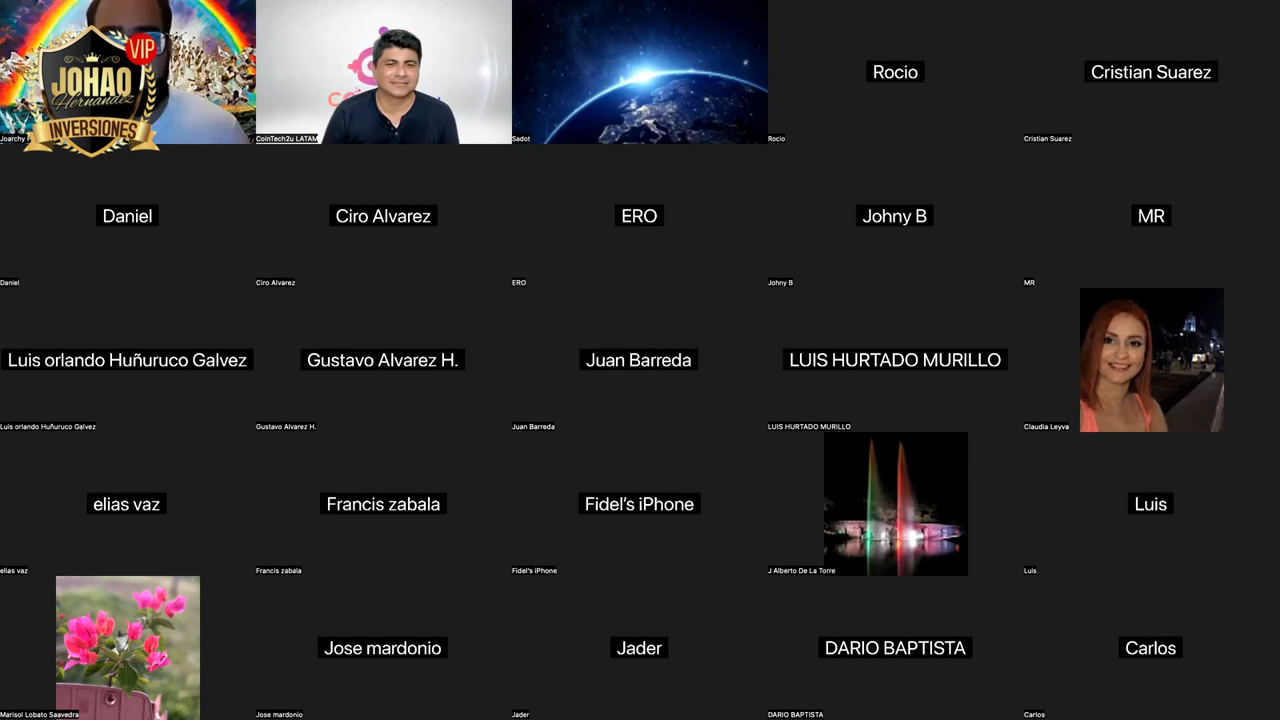 VIP
JOHAO
Hernandez
INVERSIONES
Joarchy
CoinTech2u LATAM
Sadot
Rocio
Rocio
Cristian Suarez
Cristian Suarez
Daniel
Daniel
Ciro Alvarez
Ciro Alvarez
ERO
ERO
Johny B
Johny B
MR
MR
Luis orlando Huñuruco Galvez
Luis orlando Huñuruco Galvez
Gustavo Alvarez H.
Gustavo Alvarez H.
Juan Barreda
Juan Barreda
LUIS HURTADO MURILLO
LUIS HURTADO MURILLO
Claudia Leyva
elias vaz
elias vaz
Francis zabala
Francis zabala
Fidel’s iPhone
Fidel’s iPhone
J Alberto De La Torre
Luis
Luis
Marisol Lobato Saavedra
Jose mardonio
Jose mardonio
Jader
Jader
DARIO BAPTISTA
DARIO BAPTISTA
Carlos
Carlos